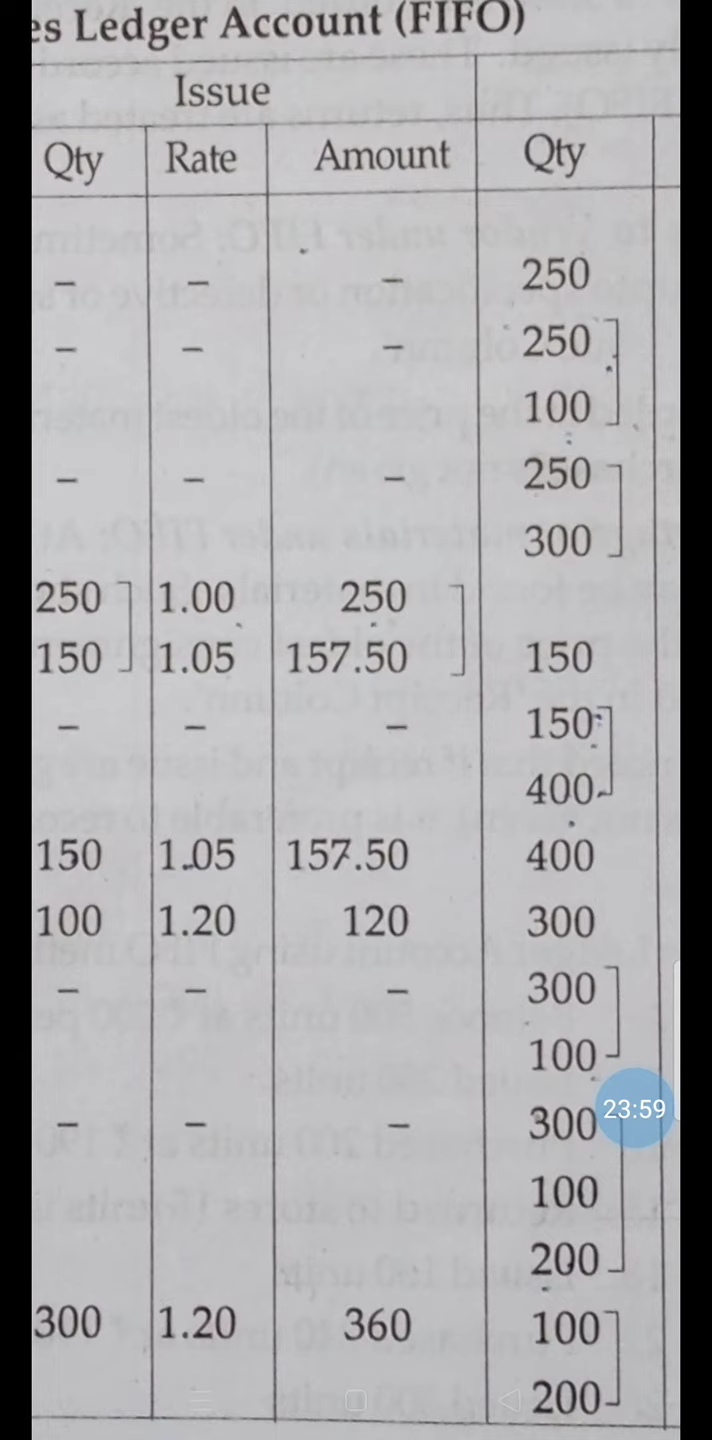 es Ledger Account (FIFO)
Issue
Qty Rate Amount Qty
– – – 250
– – – 250
100
– – – 250
300
250 1.00 250
150 1.05 157.50 150
– – – 150
400
150 1.05 157.50 400
100 1.20 120 300
– – – 300
100
23:59
– – – 300
100
200
300 1.20 360 100
200